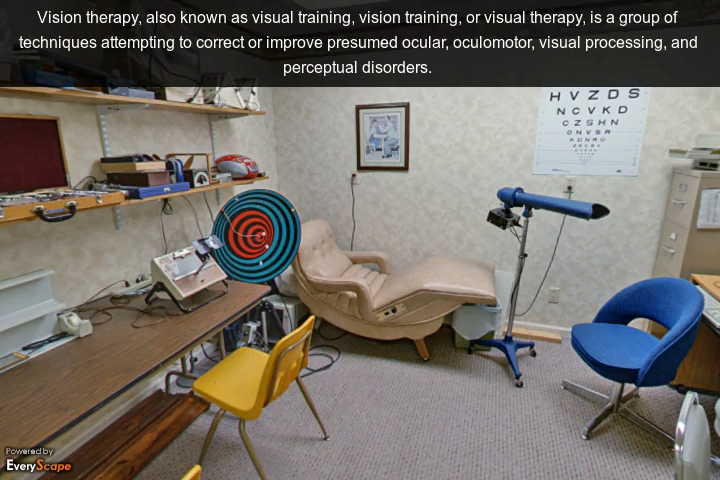 Vision therapy, also known as visual training, vision training, or visual therapy, is a group of
techniques attempting to correct or improve presumed ocular, oculomotor, visual processing, and
perceptual disorders.
H V Z D S
N C V K D
C Z S H N
O N V S R
K D N R O
Powered by
EveryScape